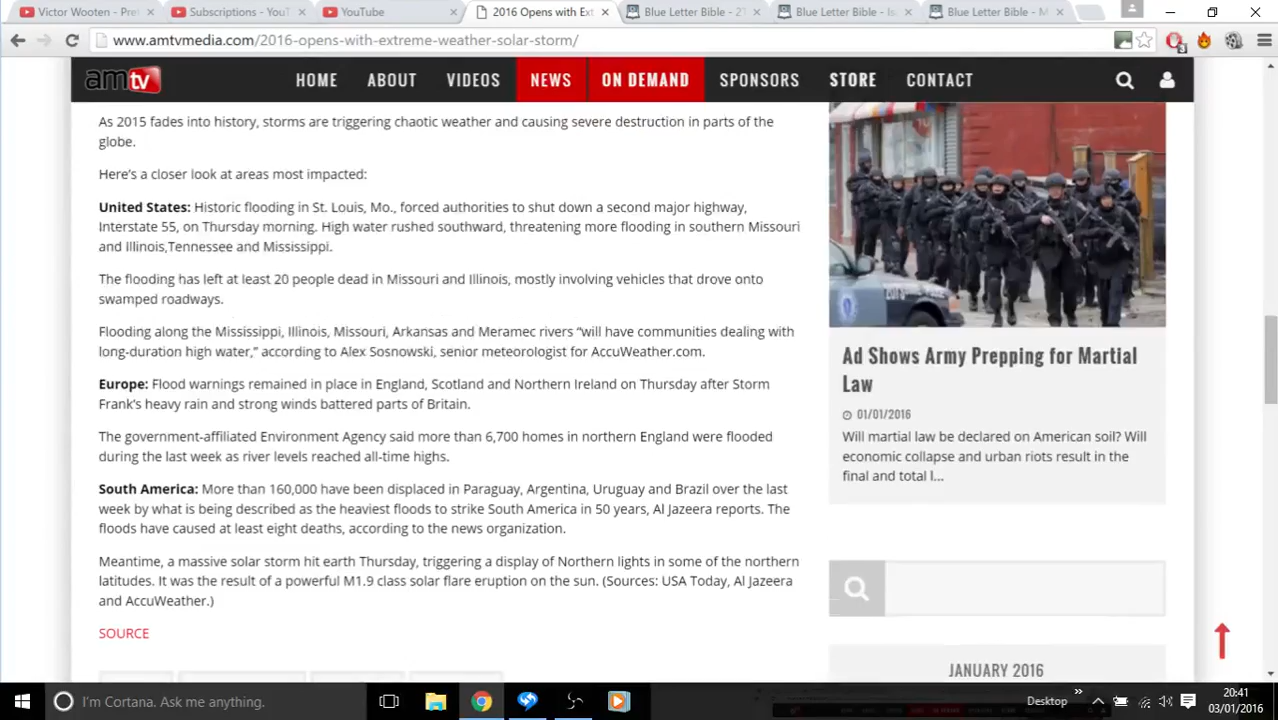 Victor Wooten - Pre
Subscriptions - YouT
YouTube
2016 Opens with Ext
Blue Letter Bible - 2T
Blue Letter Bible - Is
Blue Letter Bible - M
www.amtvmedia.com/2016-opens-with-extreme-weather-solar-storm/
3
amtv
HOME
ABOUT
VIDEOS
NEWS
ON DEMAND
SPONSORS
STORE
CONTACT
As 2015 fades into history, storms are triggering chaotic weather and causing severe destruction in parts of the
globe.
Here’s a closer look at areas most impacted:
United States: Historic flooding in St. Louis, Mo., forced authorities to shut down a second major highway,
Interstate 55, on Thursday morning. High water rushed southward, threatening more flooding in southern Missouri
and Illinois,Tennessee and Mississippi.
The flooding has left at least 20 people dead in Missouri and Illinois, mostly involving vehicles that drove onto
swamped roadways.
Flooding along the Mississippi, Illinois, Missouri, Arkansas and Meramec rivers “will have communities dealing with
long-duration high water,” according to Alex Sosnowski, senior meteorologist for AccuWeather.com.
Europe: Flood warnings remained in place in England, Scotland and Northern Ireland on Thursday after Storm
Frank’s heavy rain and strong winds battered parts of Britain.
The government-affiliated Environment Agency said more than 6,700 homes in northern England were flooded
during the last week as river levels reached all-time highs.
South America: More than 160,000 have been displaced in Paraguay, Argentina, Uruguay and Brazil over the last
week by what is being described as the heaviest floods to strike South America in 50 years, Al Jazeera reports. The
floods have caused at least eight deaths, according to the news organization.
Meantime, a massive solar storm hit earth Thursday, triggering a display of Northern lights in some of the northern
latitudes. It was the result of a powerful M1.9 class solar flare eruption on the sun. (Sources: USA Today, Al Jazeera
and AccuWeather.)
SOURCE
Ad Shows Army Prepping for Martial
Law
01/01/2016
Will martial law be declared on American soil? Will
economic collapse and urban riots result in the
final and total l...
JANUARY 2016
I'm Cortana. Ask me anything.
Desktop
20:41
03/01/2016